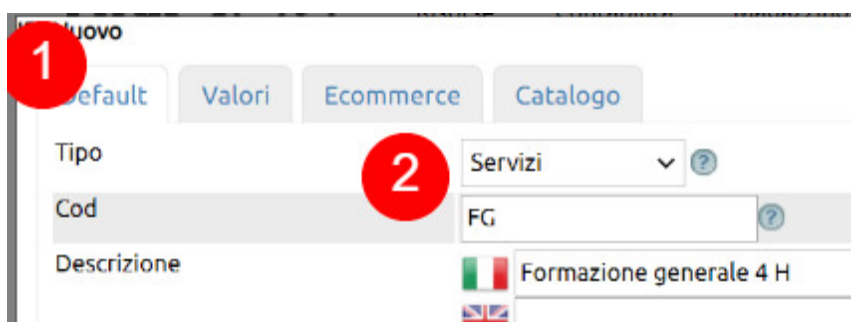 Nuovo
1
Default Valori Ecommerce Catalogo
Tipo 2 Servizi ?
Cod FG ?
Descrizione Formazione generale 4 H